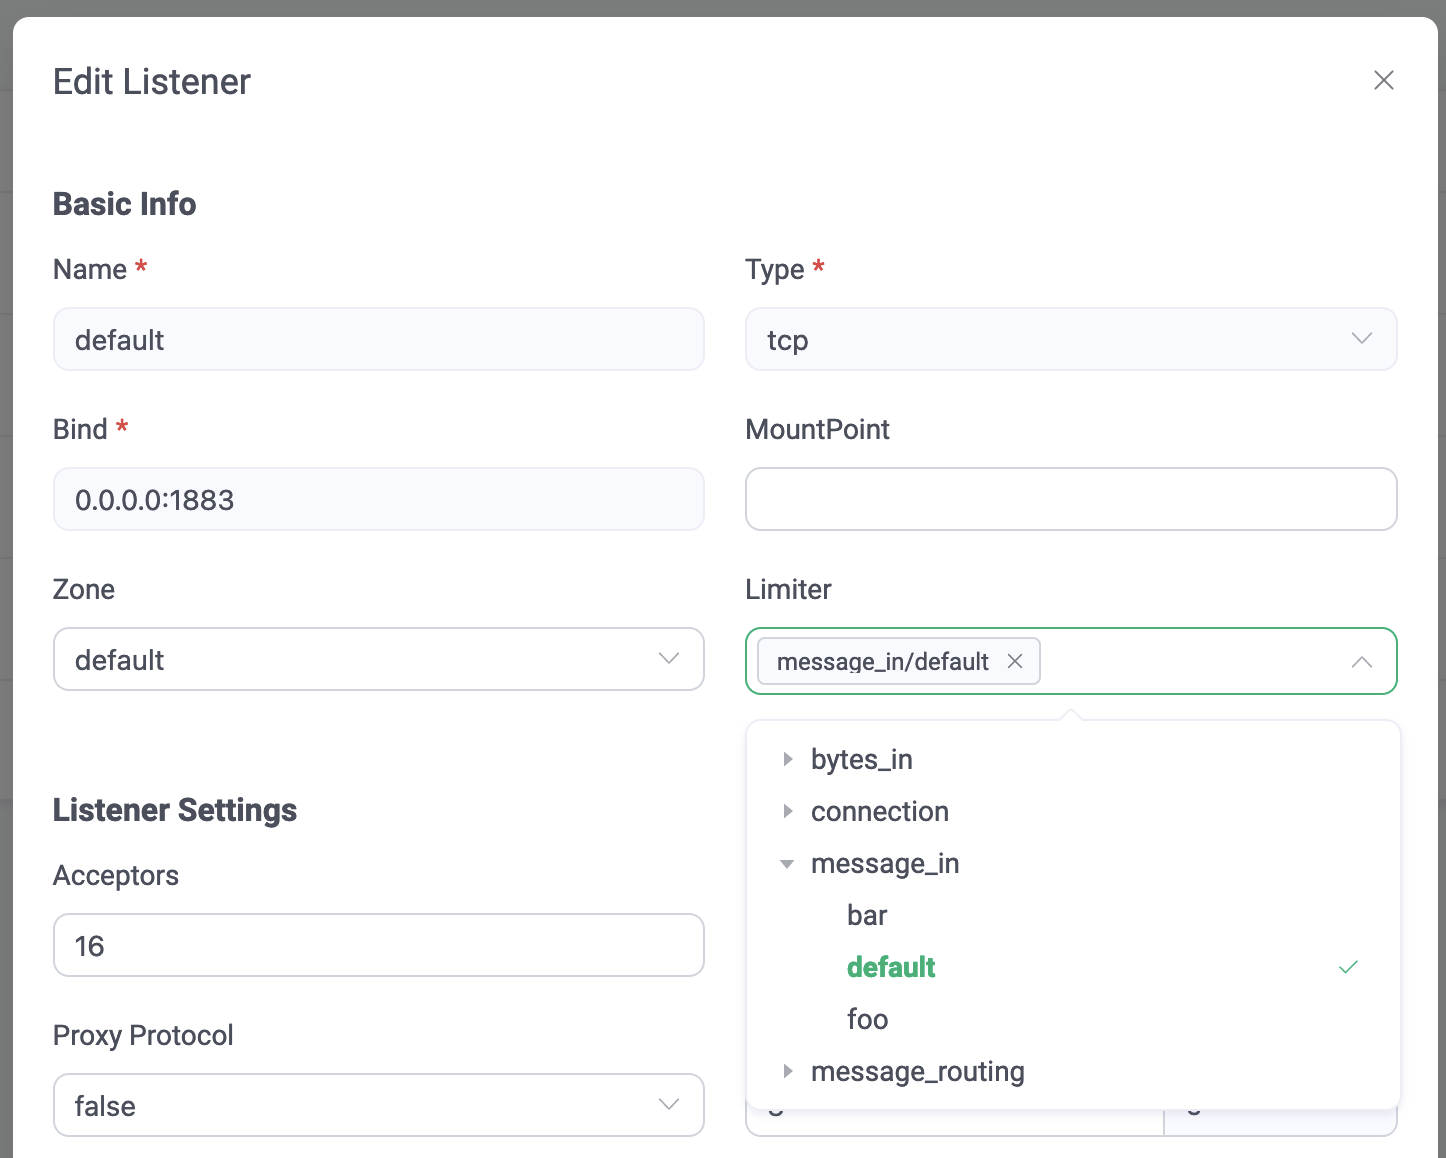 Edit Listener
Basic Info
Name *
Type *
default
tcp
Bind *
MountPoint
0.0.0.0:1883
Zone
Limiter
default
message_in/default
bytes_in
connection
message_in
bar
default
foo
message_routing
Listener Settings
Acceptors
16
Proxy Protocol
false